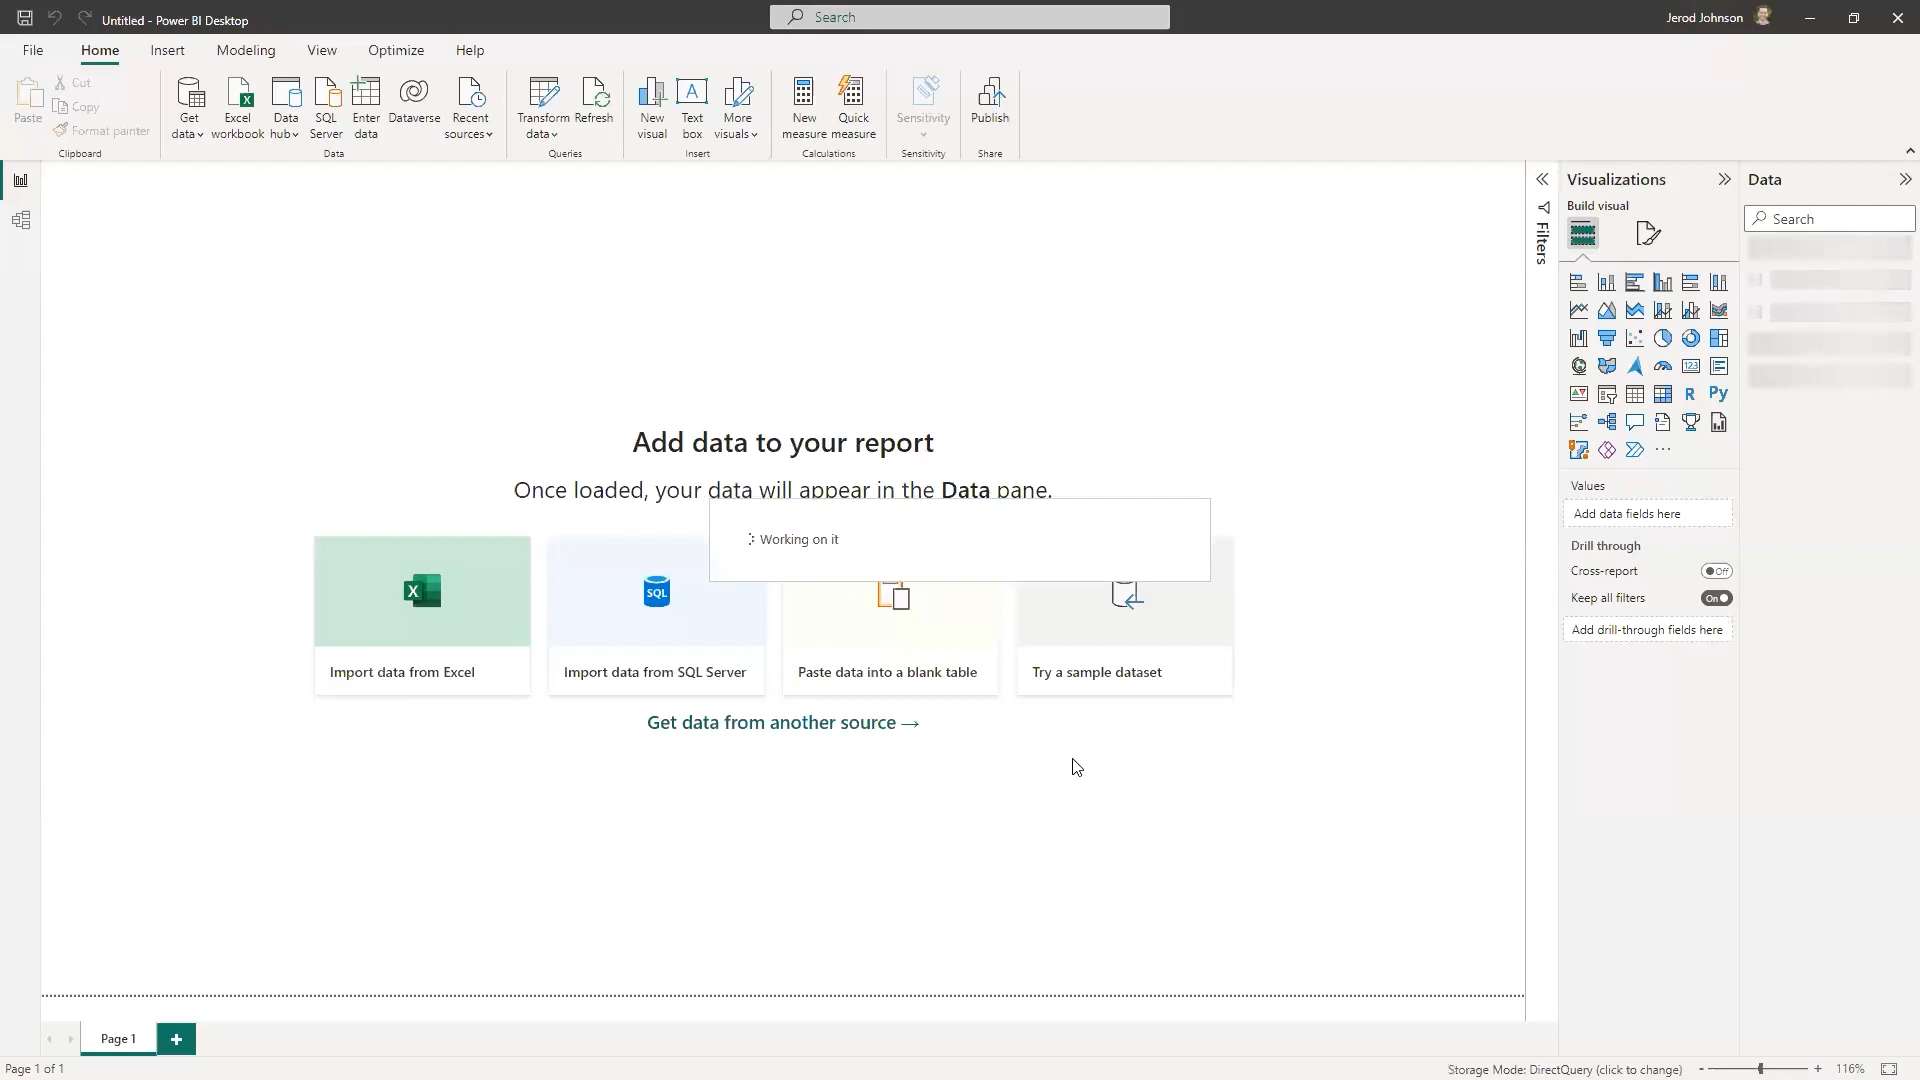 Untitled - Power BI Desktop
Search
Jerod Johnson
File
Home
Insert
Modeling
View
Optimize
Help
Paste
Cut
Copy
Format painter
Clipboard
Get data
Excel workbook
Data hub
SQL Server
Enter data
Dataverse
Recent sources
Data
Transform data
Refresh
Queries
New visual
Text box
More visuals
Insert
New measure
Quick measure
Calculations
Sensitivity
Sensitivity
Publish
Share
Filters
Visualizations
Build visual
R
Py
123
Values
Add data fields here
Drill through
Cross-report
Off
Keep all filters
On
Add drill-through fields here
Data
Search
Add data to your report
Once loaded, your data will appear in the Data pane.
Working on it
SQL
Import data from Excel
Import data from SQL Server
Paste data into a blank table
Try a sample dataset
Get data from another source →
Page 1
+
Page 1 of 1
Storage Mode: DirectQuery (click to change)
- + 116%